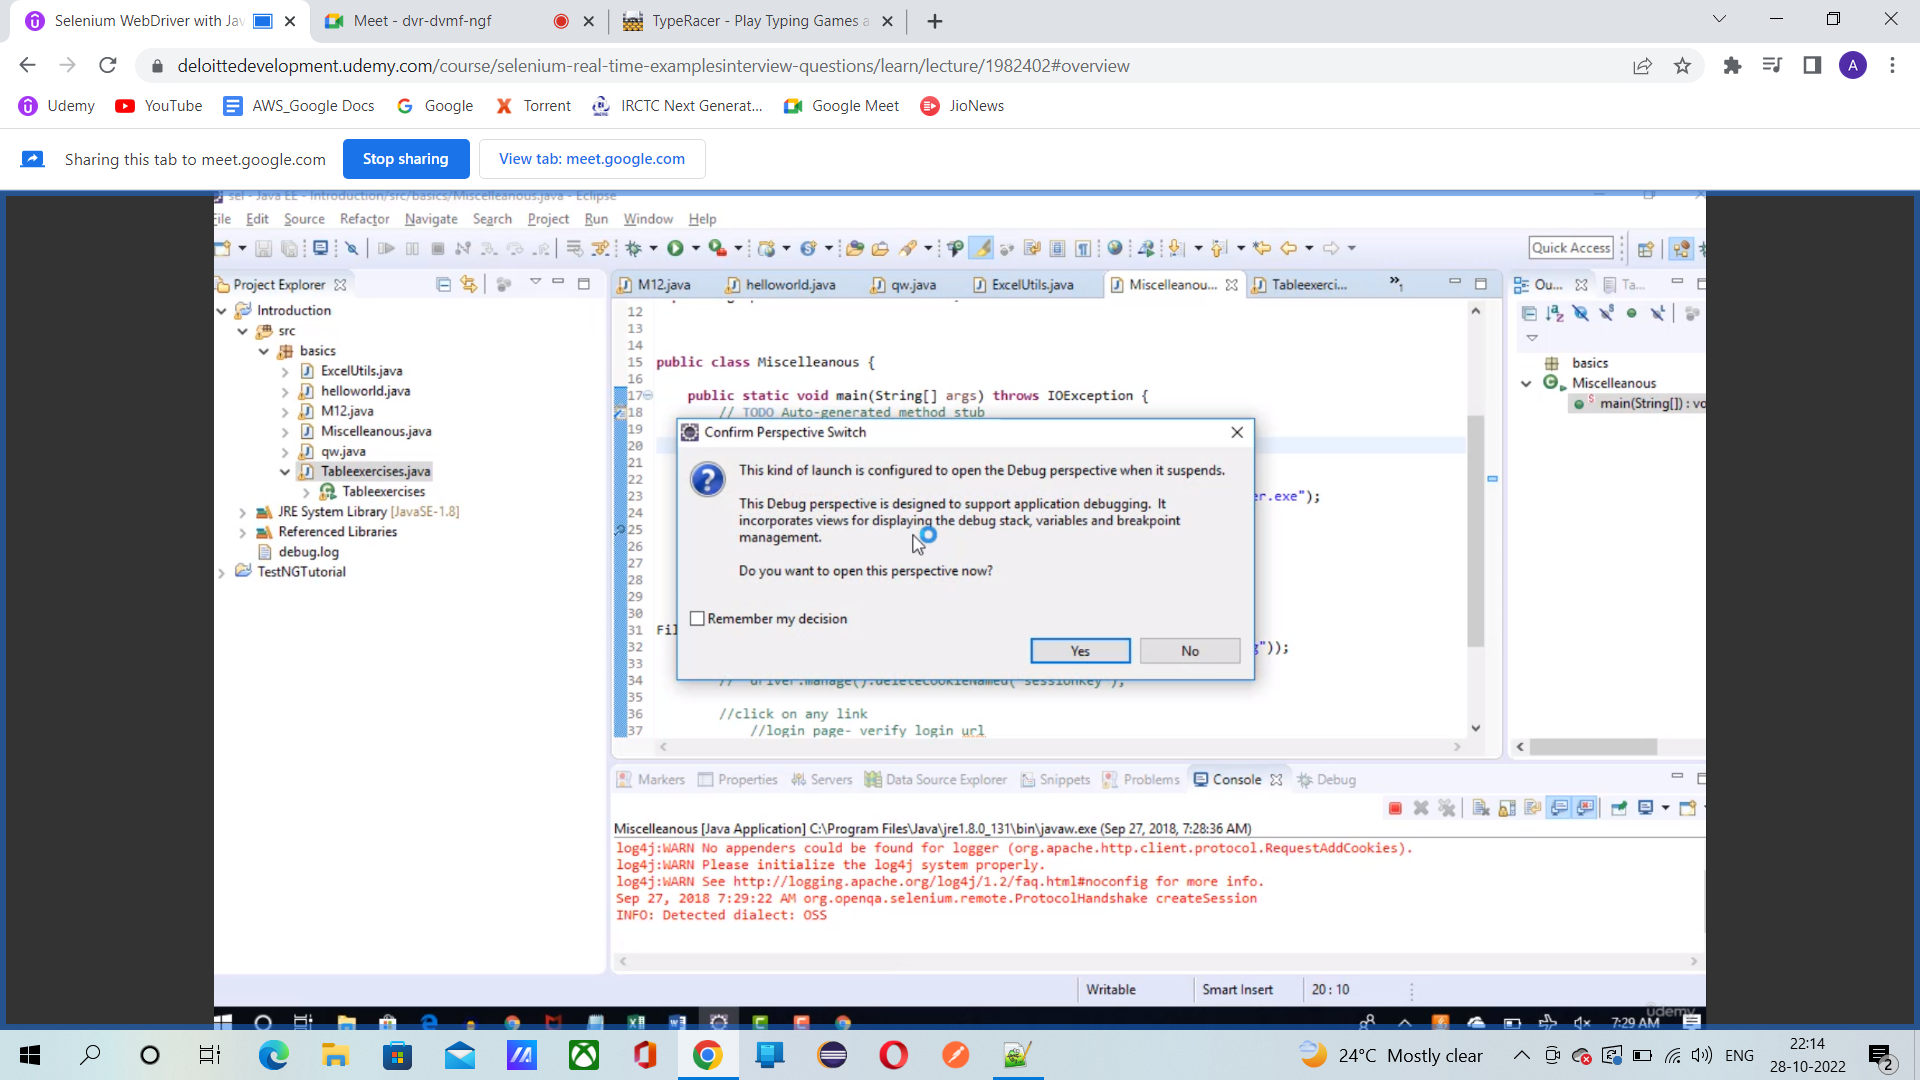 Selenium WebDriver with Jav
Meet - dvr-dvmf-ngf
TypeRacer - Play Typing Games a
deloittedevelopment.udemy.com/course/selenium-real-time-examplesinterview-questions/learn/lecture/1982402#overview
A
Udemy
YouTube
AWS_Google Docs
Google
Torrent
IRCTC Next Generat...
Google Meet
JioNews
Sharing this tab to meet.google.com
Stop sharing
View tab: meet.google.com
sel - Java EE - Introduction/src/basics/Miscelleanous.java - Eclipse
File Edit Source Refactor Navigate Search Project Run Window Help
Quick Access
Project Explorer
Introduction
src
basics
ExcelUtils.java
helloworld.java
M12.java
Miscelleanous.java
qw.java
Tableexercises.java
Tableexercises
JRE System Library [JavaSE-1.8]
Referenced Libraries
debug.log
TestNGTutorial
M12.java
helloworld.java
qw.java
ExcelUtils.java
Miscelleanou...
Tableexerci...
»1
12
13
14
15 public class Miscelleanous {
16
17 public static void main(String[] args) throws IOException {
18 // TODO Auto-generated method stub
19
20
21
22
23 er.exe");
24
25
26
27
28
29
30
31 Fil
32 g"));
33
34 // driver.manage().deleteCookieNamed("sessionKey");
35
36 //click on any link
37 //login page- verify login url
Confirm Perspective Switch
This kind of launch is configured to open the Debug perspective when it suspends.
This Debug perspective is designed to support application debugging. It
incorporates views for displaying the debug stack, variables and breakpoint
management.
Do you want to open this perspective now?
Remember my decision
Yes
No
Ou...
Ta...
basics
Miscelleanous
main(String[]) : vo
Markers
Properties
Servers
Data Source Explorer
Snippets
Problems
Console
Debug
Miscelleanous [Java Application] C:\Program Files\Java\jre1.8.0_131\bin\javaw.exe (Sep 27, 2018, 7:28:36 AM)
log4j:WARN No appenders could be found for logger (org.apache.http.client.protocol.RequestAddCookies).
log4j:WARN Please initialize the log4j system properly.
log4j:WARN See http://logging.apache.org/log4j/1.2/faq.html#noconfig for more info.
Sep 27, 2018 7:29:22 AM org.openqa.selenium.remote.ProtocolHandshake createSession
INFO: Detected dialect: OSS
Writable
Smart Insert
20 : 10
udemy
7:29 AM
24°C Mostly clear
ENG
22:14
28-10-2022
2